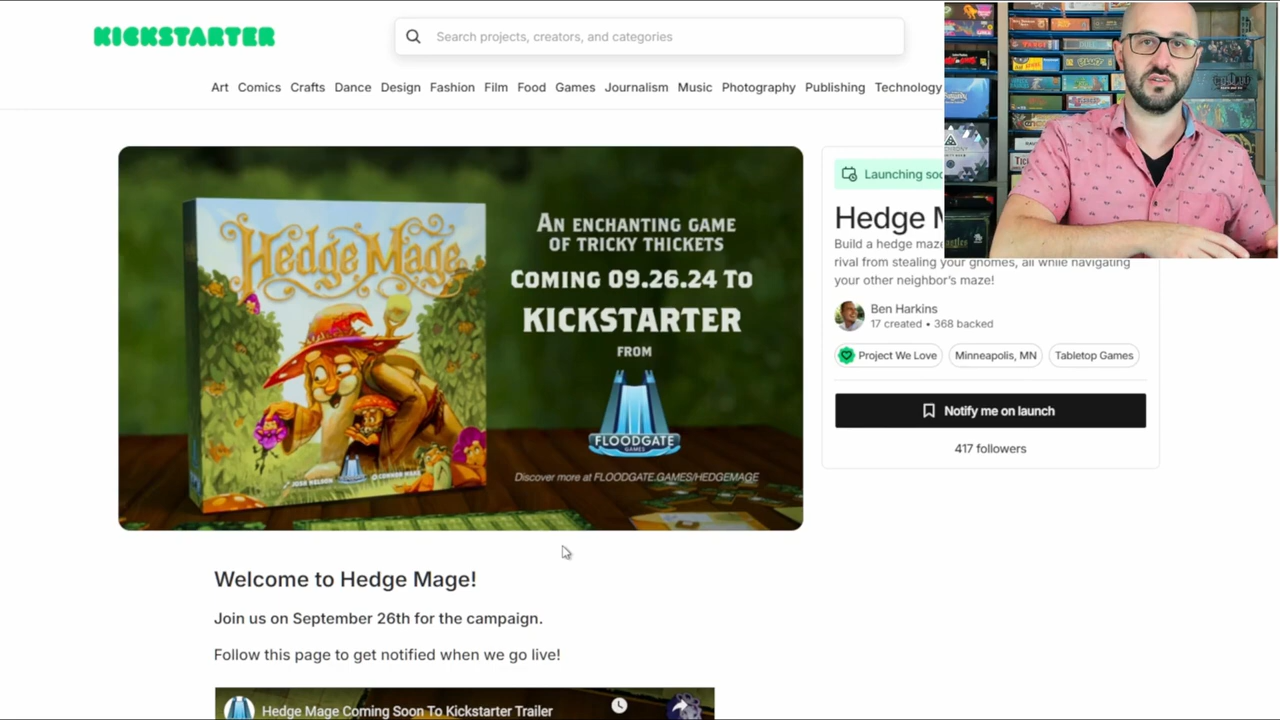 KICKSTARTER
Search projects, creators, and categories
Art Comics Crafts Dance Design Fashion Film Food Games Journalism Music Photography Publishing Technology
Hedge Mage
AN ENCHANTING GAME
OF TRICKY THICKETS
COMING 09.26.24 TO
KICKSTARTER
FROM
FLOODGATE
GAMES
Discover more at FLOODGATE.GAMES/HEDGEMAGE
Launching
Hedge
Build a hedge maze
rival from stealing your gnomes, all while navigating
your other neighbor's maze!
Ben Harkins
17 created • 368 backed
Project We Love Minneapolis, MN Tabletop Games
Notify me on launch
417 followers
Welcome to Hedge Mage!
Join us on September 26th for the campaign.
Follow this page to get notified when we go live!
Hedge Mage Coming Soon To Kickstarter Trailer